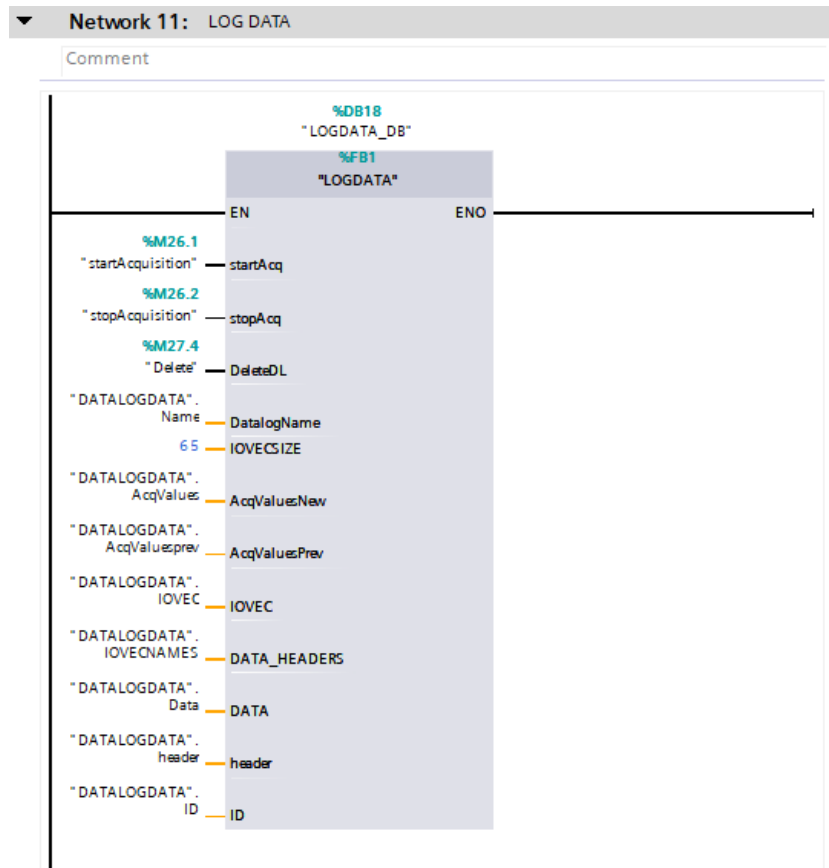 Network 11: LOG DATA
Comment
%DB18
"LOGDATA_DB"
%FB1
"LOGDATA"
EN ENO
%M26.1
"startAcquisition" startAcq
%M26.2
"stopAcquisition" stopAcq
%M27.4
"Delete" DeleteDL
"DATALOGDATA".
Name DatalogName
65 IOVECSIZE
"DATALOGDATA".
AcqValues AcqValuesNew
"DATALOGDATA".
AcqValuesprev AcqValuesPrev
"DATALOGDATA".
IOVEC IOVEC
"DATALOGDATA".
IOVECNAMES DATA_HEADERS
"DATALOGDATA".
Data DATA
"DATALOGDATA".
header header
"DATALOGDATA".
ID ID